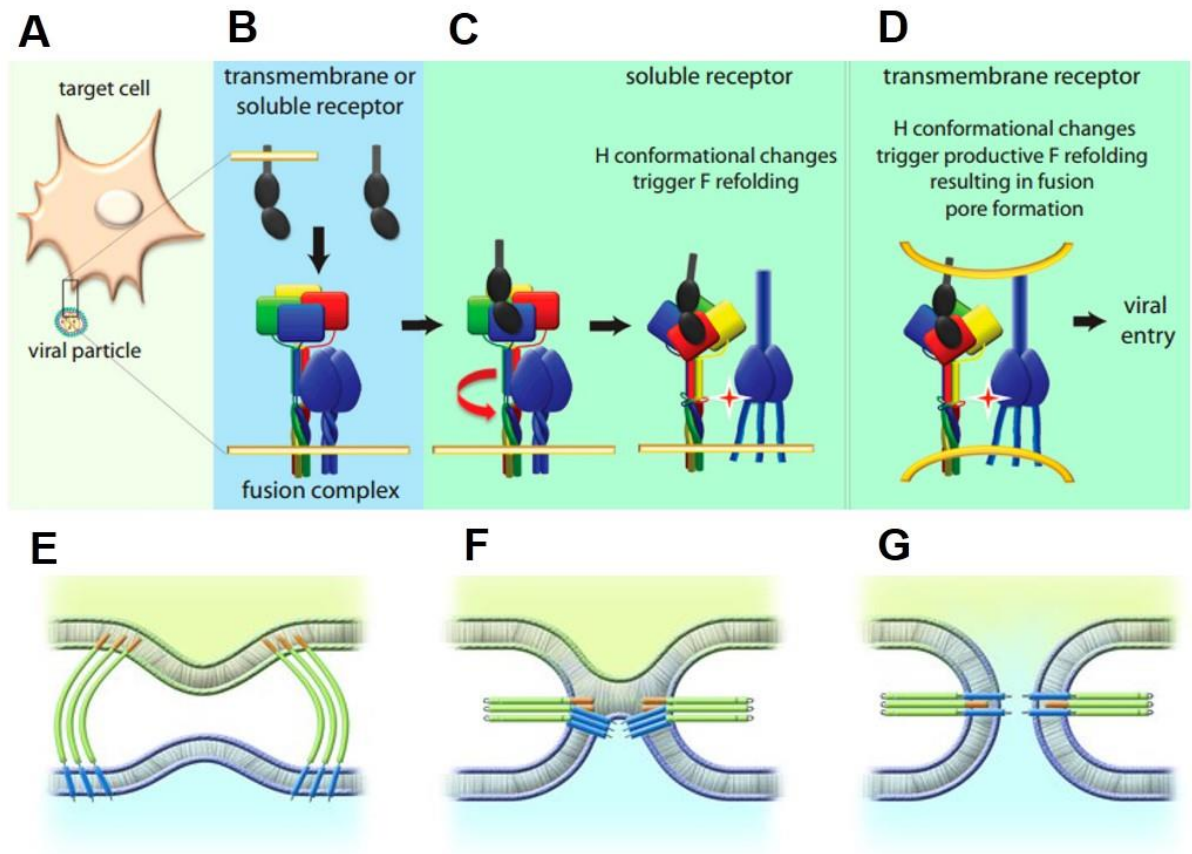 A
B
C
D
target cell
viral particle
transmembrane or
soluble receptor
fusion complex
soluble receptor
H conformational changes
trigger F refolding
transmembrane receptor
H conformational changes
trigger productive F refolding
resulting in fusion
pore formation
viral
entry
E
F
G